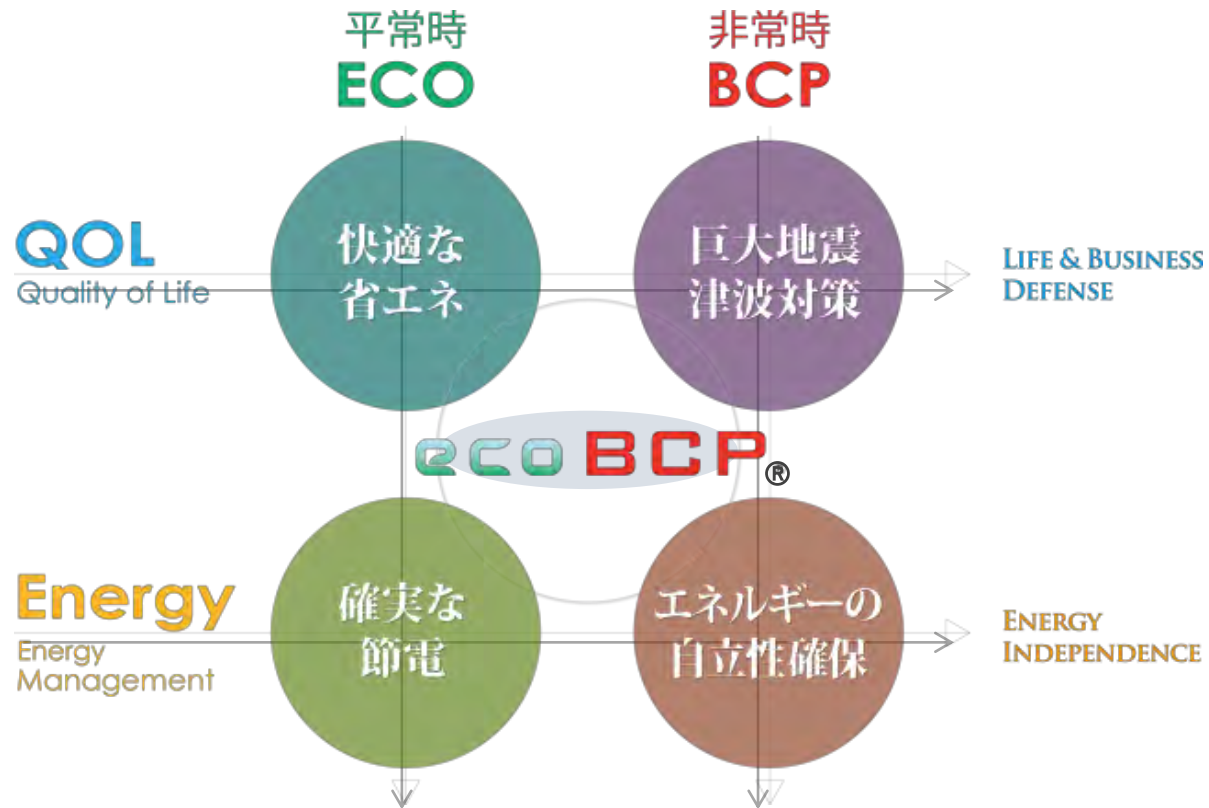 平常時
ECO
非常時
BCP
QOL
Quality of Life
快適な
省エネ
巨大地震
津波対策
LIFE & BUSINESS
DEFENSE
eco BCP®
Energy
Energy
Management
確実な
節電
エネルギーの
自立性確保
ENERGY
INDEPENDENCE